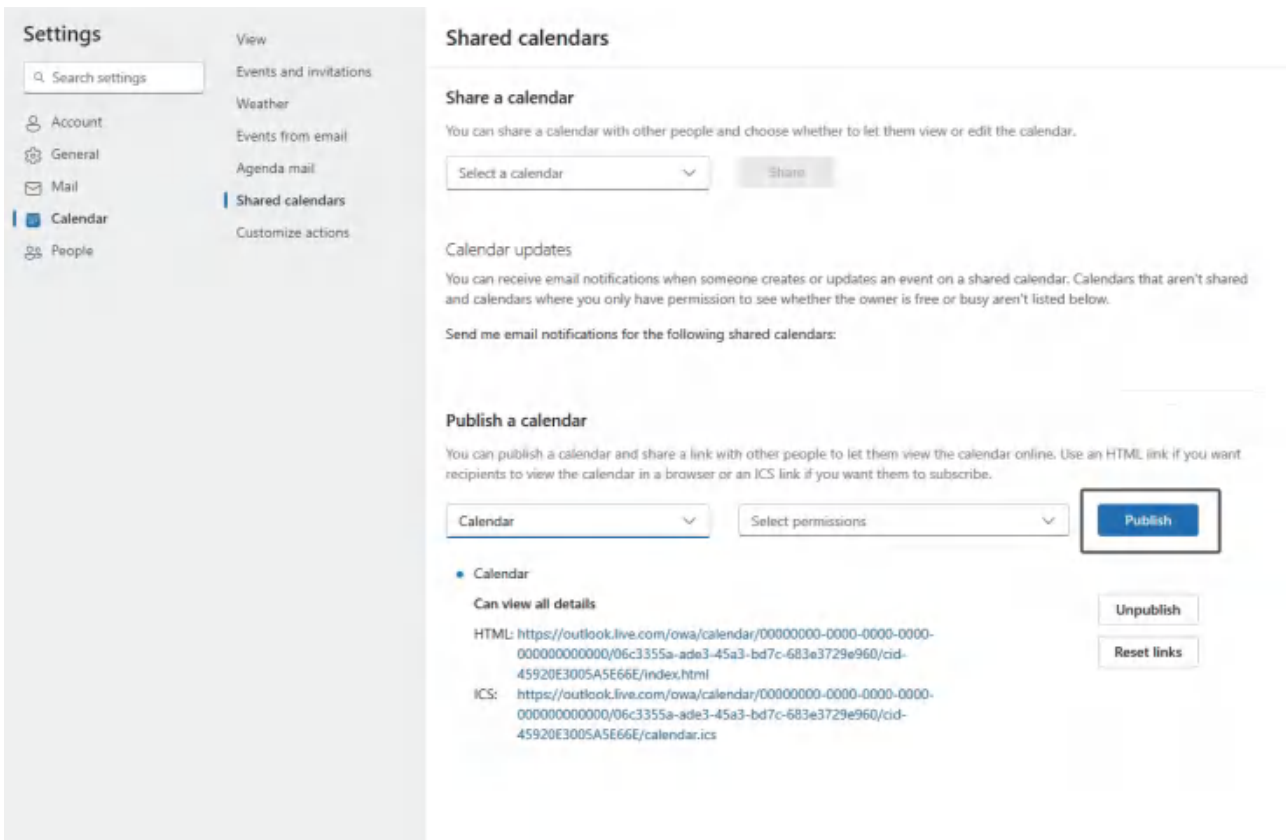 Settings
Search settings
Account
General
Mail
Calendar
People
View
Events and invitations
Weather
Events from email
Agenda mail
Shared calendars
Customize actions
Shared calendars
Share a calendar
You can share a calendar with other people and choose whether to let them view or edit the calendar.
Select a calendar
Share
Calendar updates
You can receive email notifications when someone creates or updates an event on a shared calendar. Calendars that aren't shared
and calendars where you only have permission to see whether the owner is free or busy aren't listed below.
Send me email notifications for the following shared calendars:
Publish a calendar
You can publish a calendar and share a link with other people to let them view the calendar online. Use an HTML link if you want
recipients to view the calendar in a browser or an ICS link if you want them to subscribe.
Calendar
Select permissions
Publish
Calendar
Can view all details
Unpublish
HTML: https://outlook.live.com/owa/calendar/00000000-0000-0000-0000-
000000000000/06c3355a-ade3-45a3-bd7c-683e3729e960/cid-
45920E3005A5E66E/index.html
Reset links
ICS: https://outlook.live.com/owa/calendar/00000000-0000-0000-0000-
000000000000/06c3355a-ade3-45a3-bd7c-683e3729e960/cid-
45920E3005A5E66E/calendar.ics